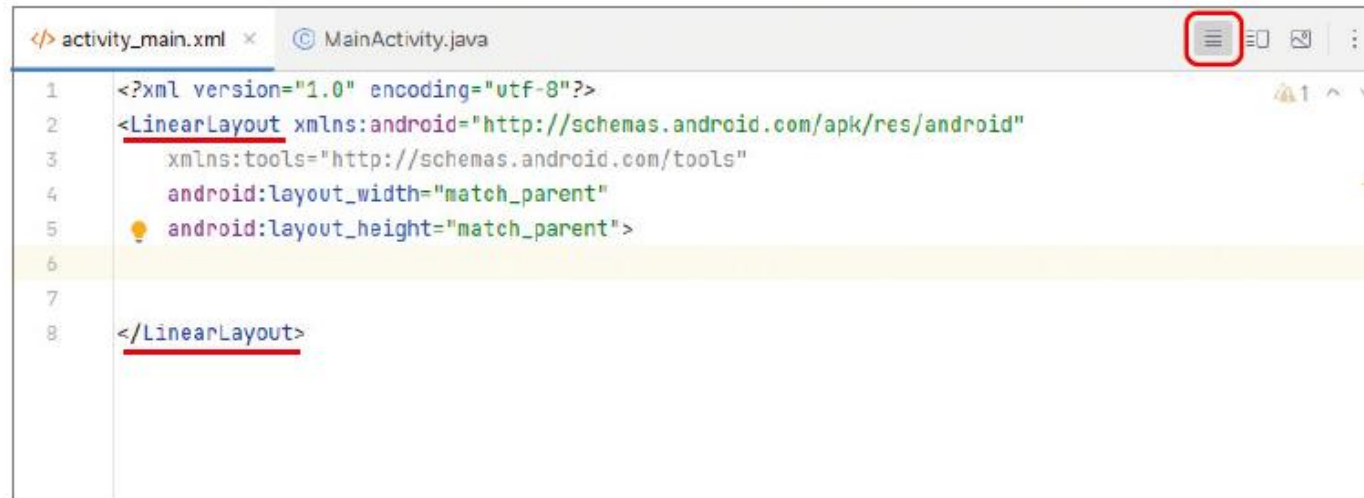 </> activity_main.xml × © MainActivity.java
1 <?xml version="1.0" encoding="utf-8"?> 1
2 <LinearLayout xmlns:android="http://schemas.android.com/apk/res/android"
3 xmlns:tools="http://schemas.android.com/tools"
4 android:layout_width="match_parent"
5 android:layout_height="match_parent">
6
7
8 </LinearLayout>